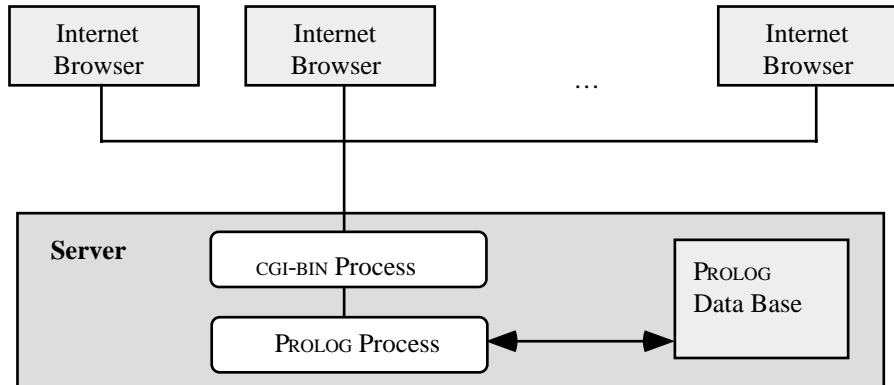 Internet
Browser
Internet
Browser
...
Internet
Browser
Server
CGI-BIN Process
PROLOG
Data Base
PROLOG Process